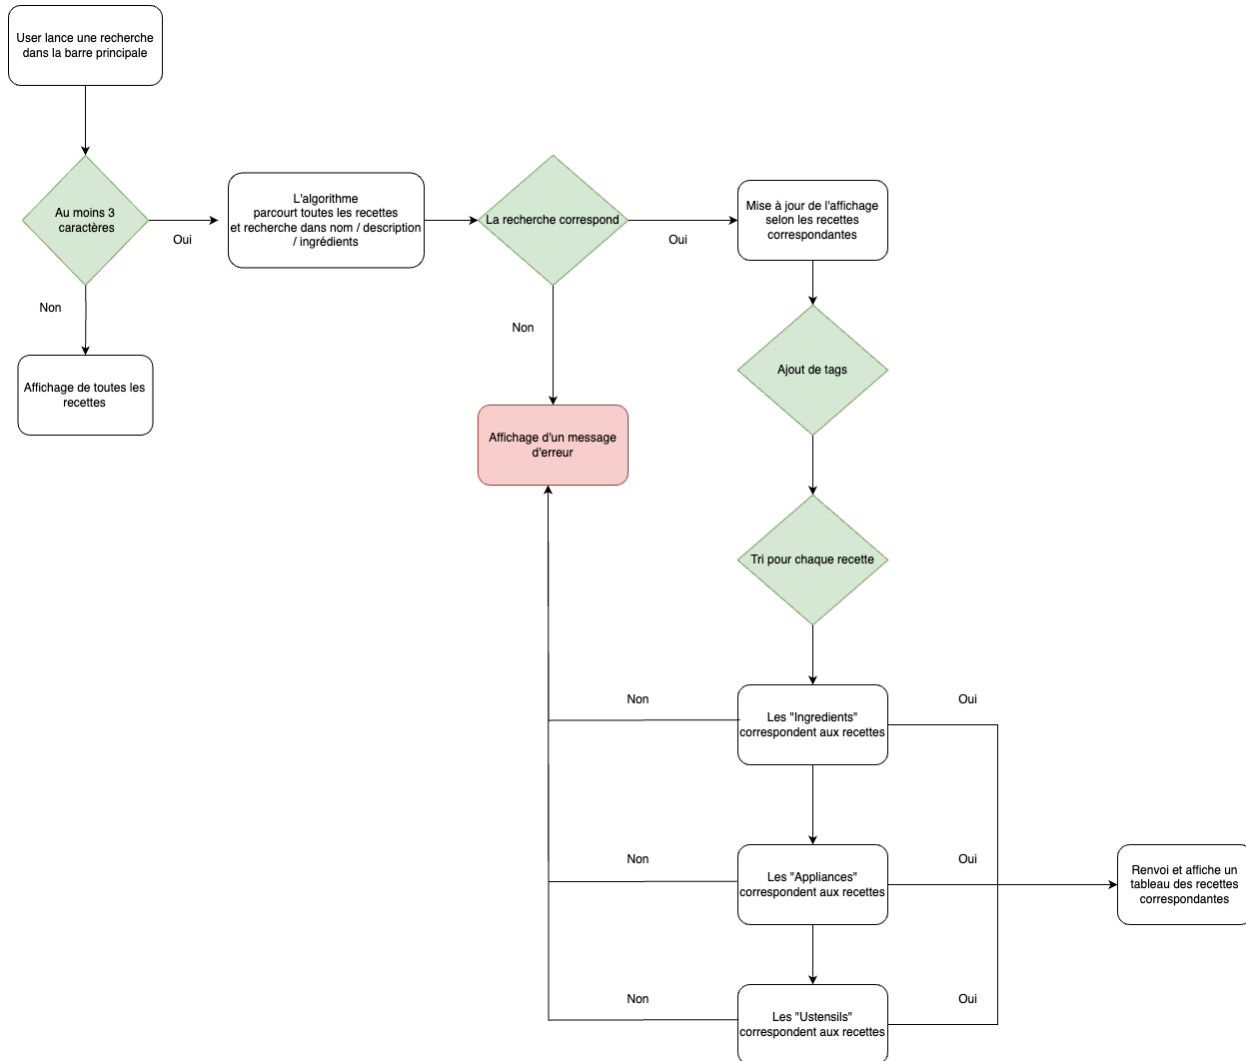 User lance une recherche
dans la barre principale
Au moins 3
caractères
Oui
L'algorithme
parcourt toutes les recettes
et recherche dans nom / description
/ ingrédients
La recherche correspond
Oui
Mise à jour de l'affichage
selon les recettes
correspondantes
Non
Non
Affichage de toutes les
recettes
Ajout de tags
Affichage d'un message
d'erreur
Tri pour chaque recette
Non
Les "Ingredients"
correspondent aux recettes
Oui
Non
Les "Appliances"
correspondent aux recettes
Oui
Renvoi et affiche un
tableau des recettes
correspondantes
Non
Les "Ustensils"
correspondent aux recettes
Oui